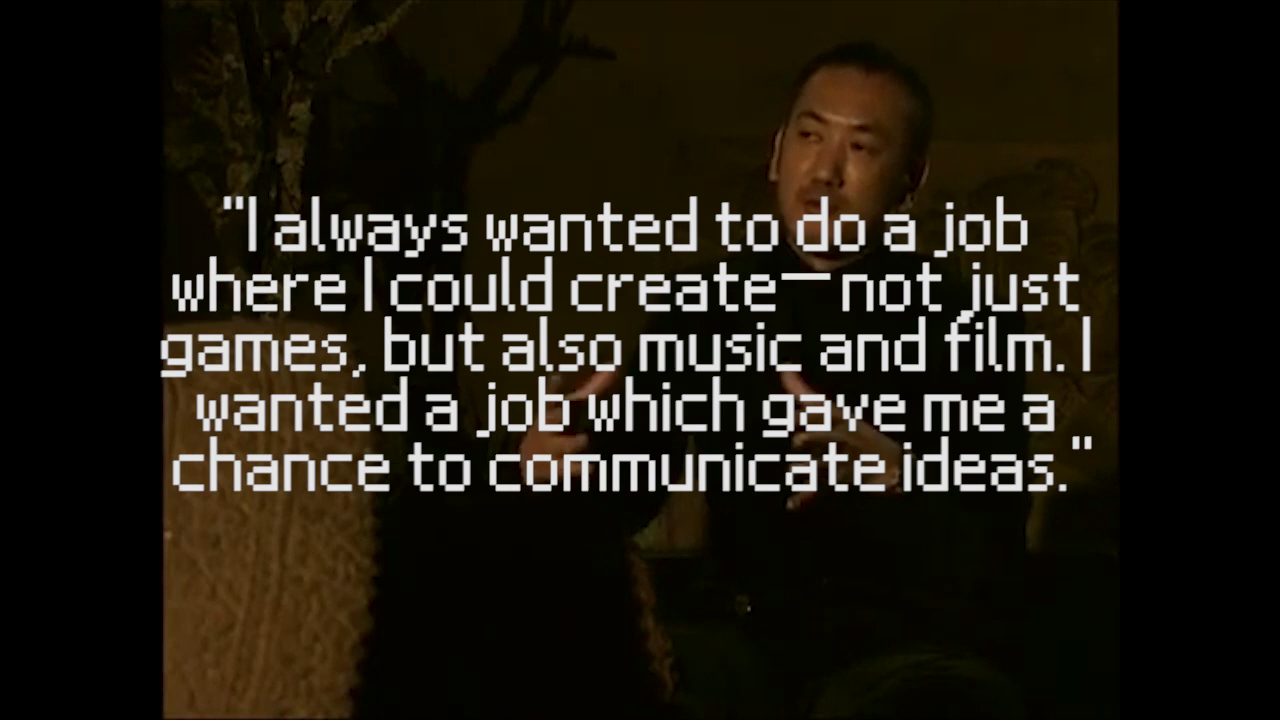 "I always wanted to do a job
where I could create—not just
games, but also music and film. I
wanted a job which gave me a
chance to communicate ideas."